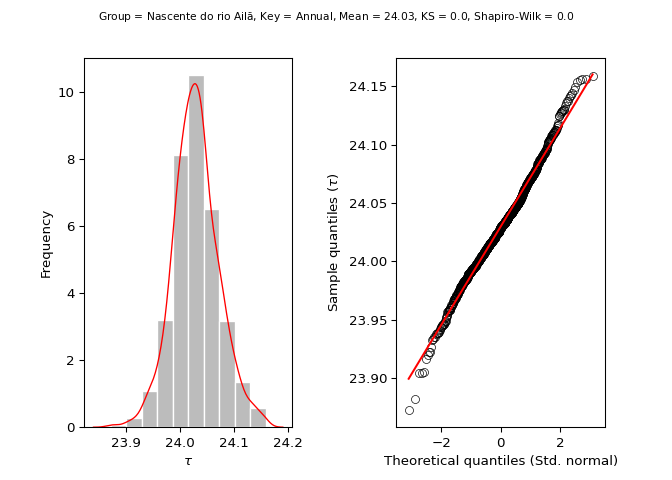 Group = Nascente do rio Ailã, Key = Annual, Mean = 24.03, KS = 0.0, Shapiro-Wilk = 0.0
Frequency
10
8
6
4
2
0
23.9 24.0 24.1 24.2
τ
Sample quantiles (τ)
24.15
24.10
24.05
24.00
23.95
23.90
−2 0 2
Theoretical quantiles (Std. normal)